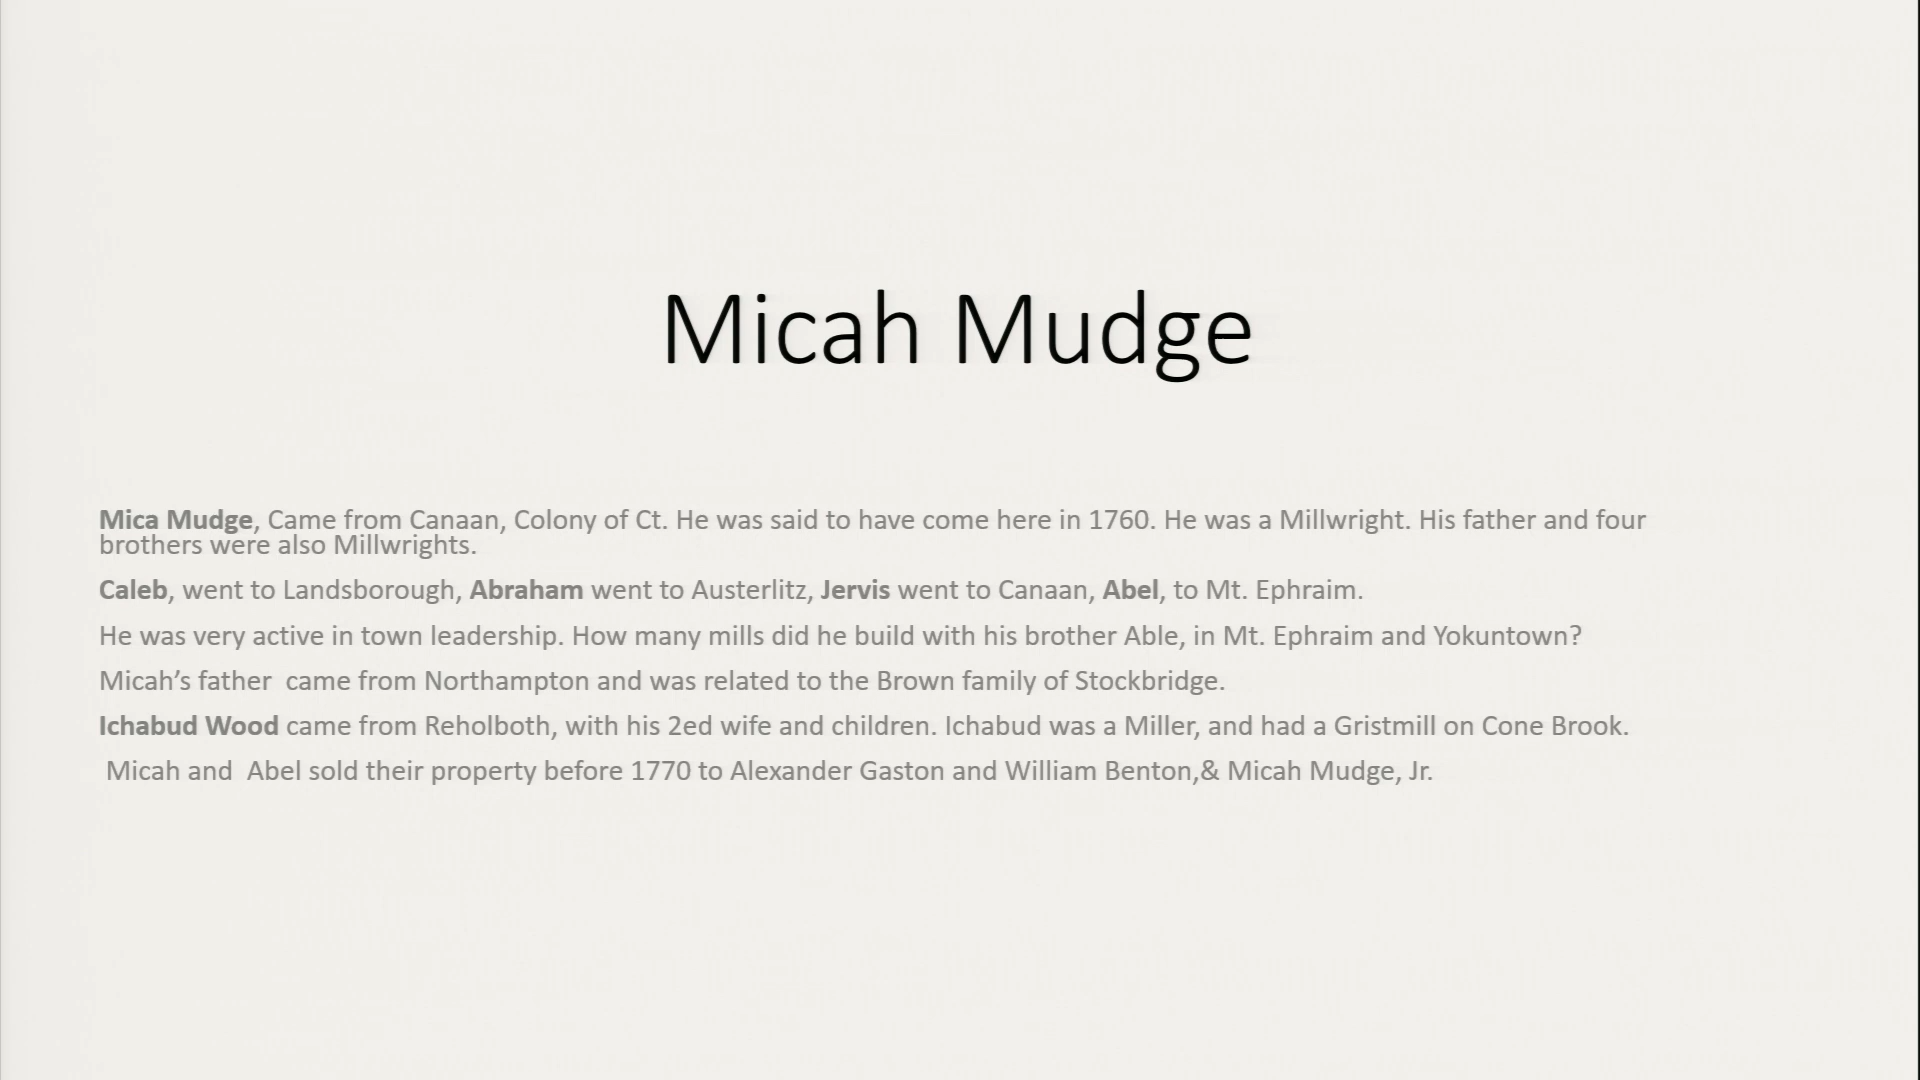 Micah Mudge
Mica Mudge, Came from Canaan, Colony of Ct. He was said to have come here in 1760. He was a Millwright. His father and four
brothers were also Millwrights.
Caleb, went to Landsborough, Abraham went to Austerlitz, Jervis went to Canaan, Abel, to Mt. Ephraim.
He was very active in town leadership. How many mills did he build with his brother Able, in Mt. Ephraim and Yokuntown?
Micah’s father  came from Northampton and was related to the Brown family of Stockbridge.
Ichabud Wood came from Reholboth, with his 2ed wife and children. Ichabud was a Miller, and had a Gristmill on Cone Brook.
Micah and  Abel sold their property before 1770 to Alexander Gaston and William Benton,& Micah Mudge, Jr.